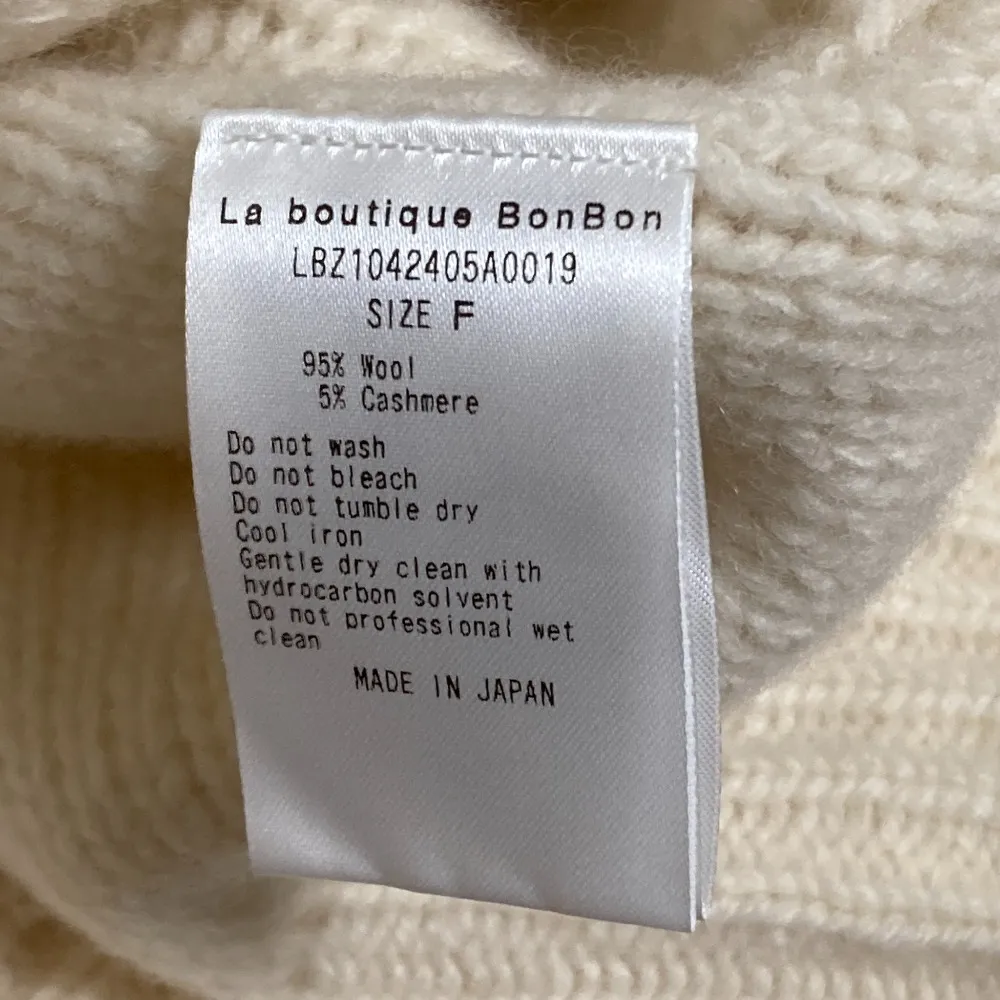 La boutique BonBon
LBZ1042405A0019
SIZE F
95% Wool
5% Cashmere
Do not wash
Do not bleach
Do not tumble dry
Cool iron
Gentle dry clean with
hydrocarbon solvent
Do not professional wet
clean
MADE IN JAPAN